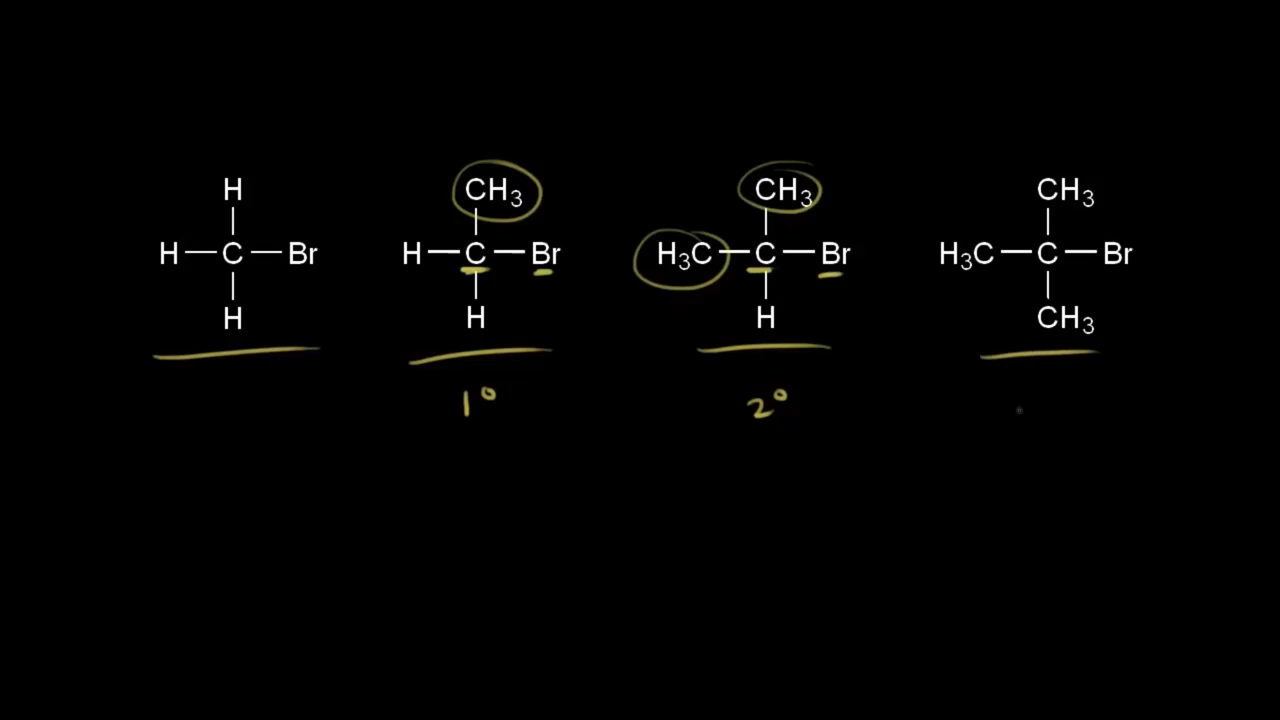 H CH₃ CH₃ CH₃
H—C—Br H—C—Br H₃C—C—Br H₃C—C—Br
H H H CH₃
1° 2°